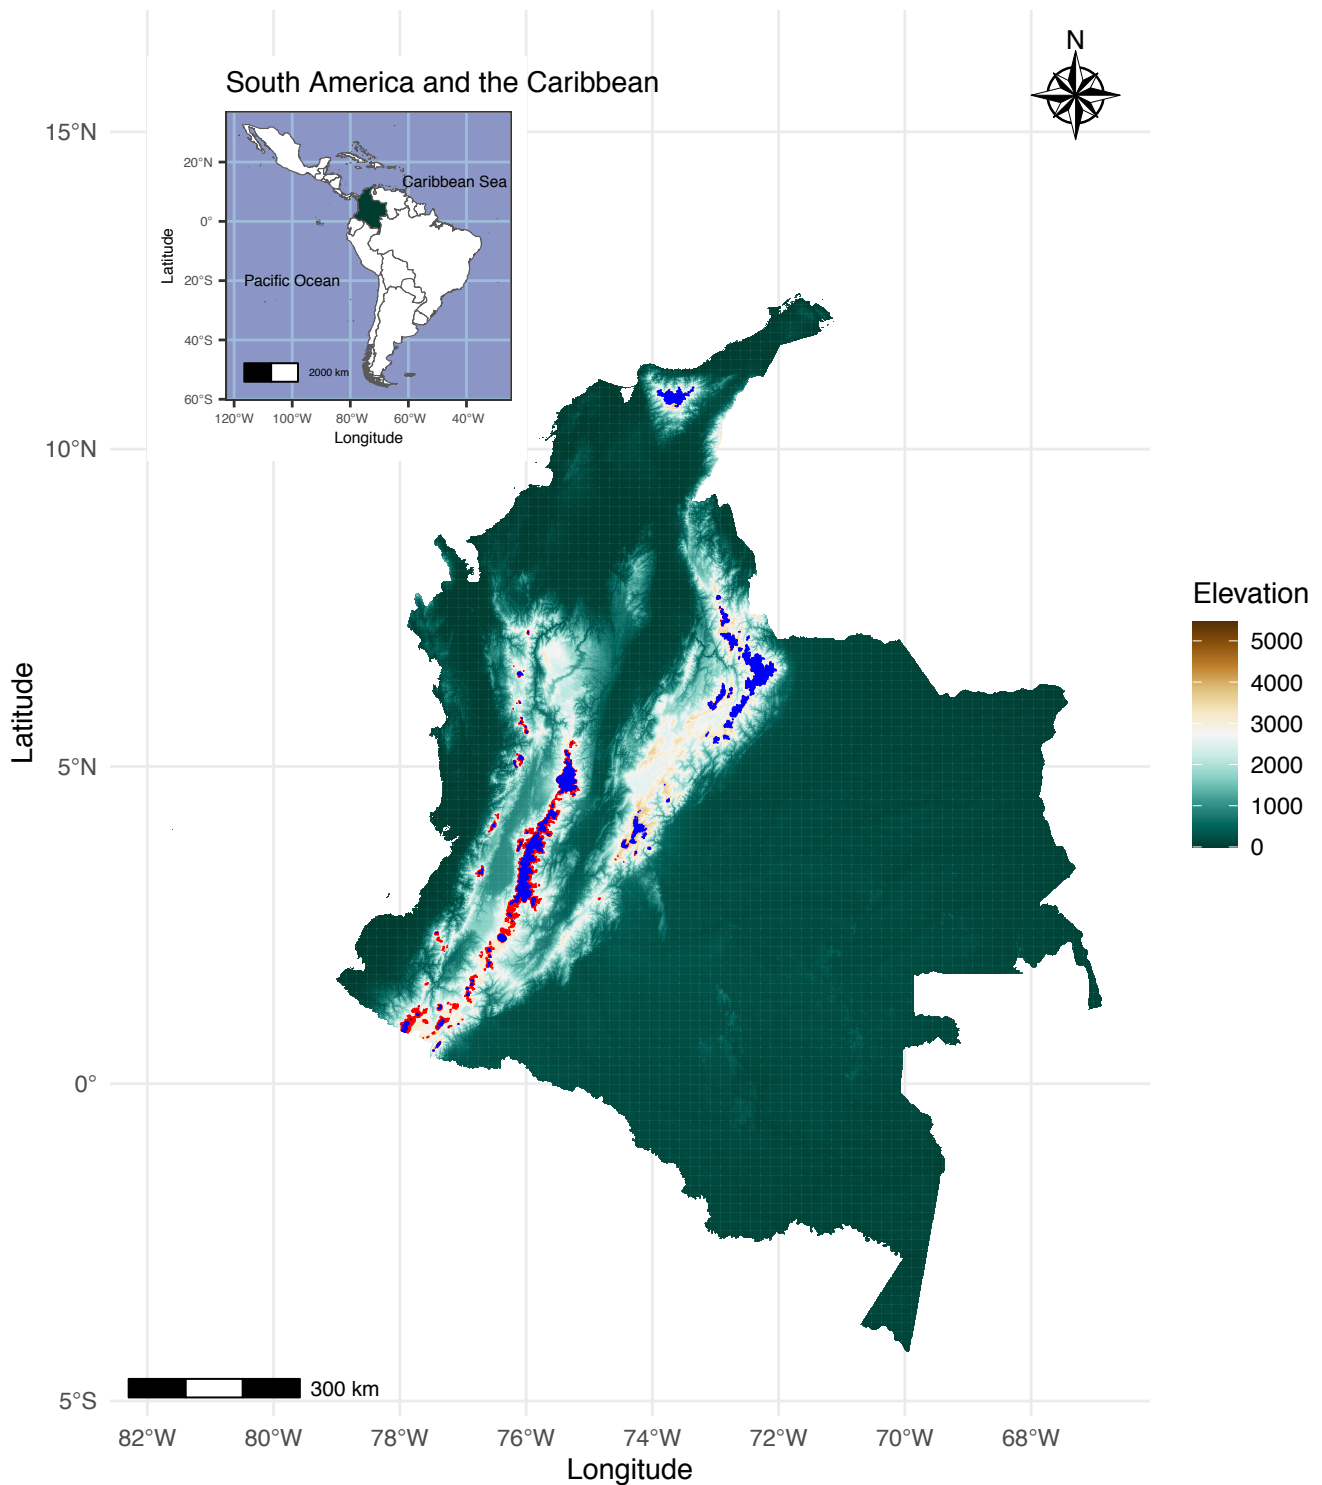 N
South America and the Caribbean
15°N
20°N
Caribbean Sea
0°
Latitude
Pacific Ocean
20°S
40°S
2000 km
60°S
120°W 100°W 80°W 60°W 40°W
Longitude
10°N
Elevation
5000
4000
3000
2000
1000
0
Latitude
5°N
0°
300 km
5°S
82°W 80°W 78°W 76°W 74°W 72°W 70°W 68°W
Longitude